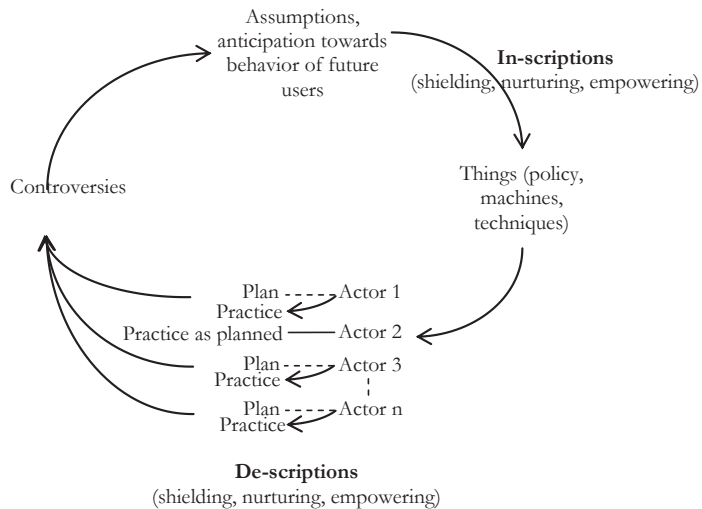 Assumptions,
anticipation towards
behavior of future
users
In-scriptions
(shielding, nurturing, empowering)
Controversies
Things (policy,
machines,
techniques)
Plan Actor 1
Practice
Practice as planned Actor 2
Plan Actor 3
Practice
Plan Actor n
Practice
De-scriptions
(shielding, nurturing, empowering)